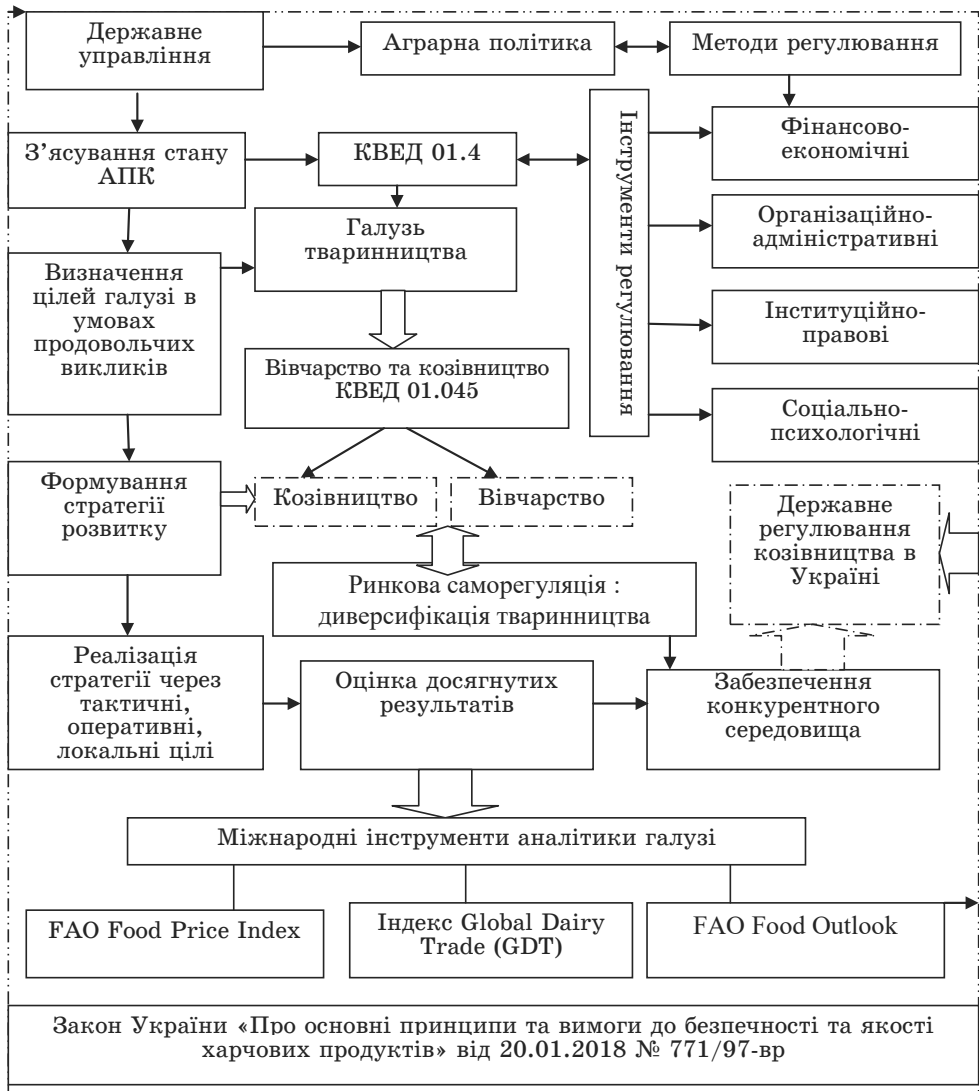 Державне
управління
Аграрна політика
Методи регулювання
З’ясування стану
АПК
КВЕД 01.4
Інструменти регулювання
Фінансово-
економічні
Галузь
тваринництва
Організаційно-
адміністративні
Визначення
цілей галузі в
умовах
продовольчих
викликів
Інституційно-
правові
Вівчарство та козівництво
КВЕД 01.045
Соціально-
психологічні
Формування
стратегії
розвитку
Козівництво
Вівчарство
Державне
регулювання
козівництва в
Україні
Ринкова саморегуляція :
диверсифікація тваринництва
Реалізація
стратегії через
тактичні,
оперативні,
локальні цілі
Оцінка досягнутих
результатів
Забезпечення
конкурентного
середовища
Міжнародні інструменти аналітики галузі
FAO Food Price Index
Індекс Global Dairy
Trade (GDT)
FAO Food Outlook
Закон України «Про основні принципи та вимоги до безпечності та якості
харчових продуктів» від 20.01.2018 № 771/97-вр